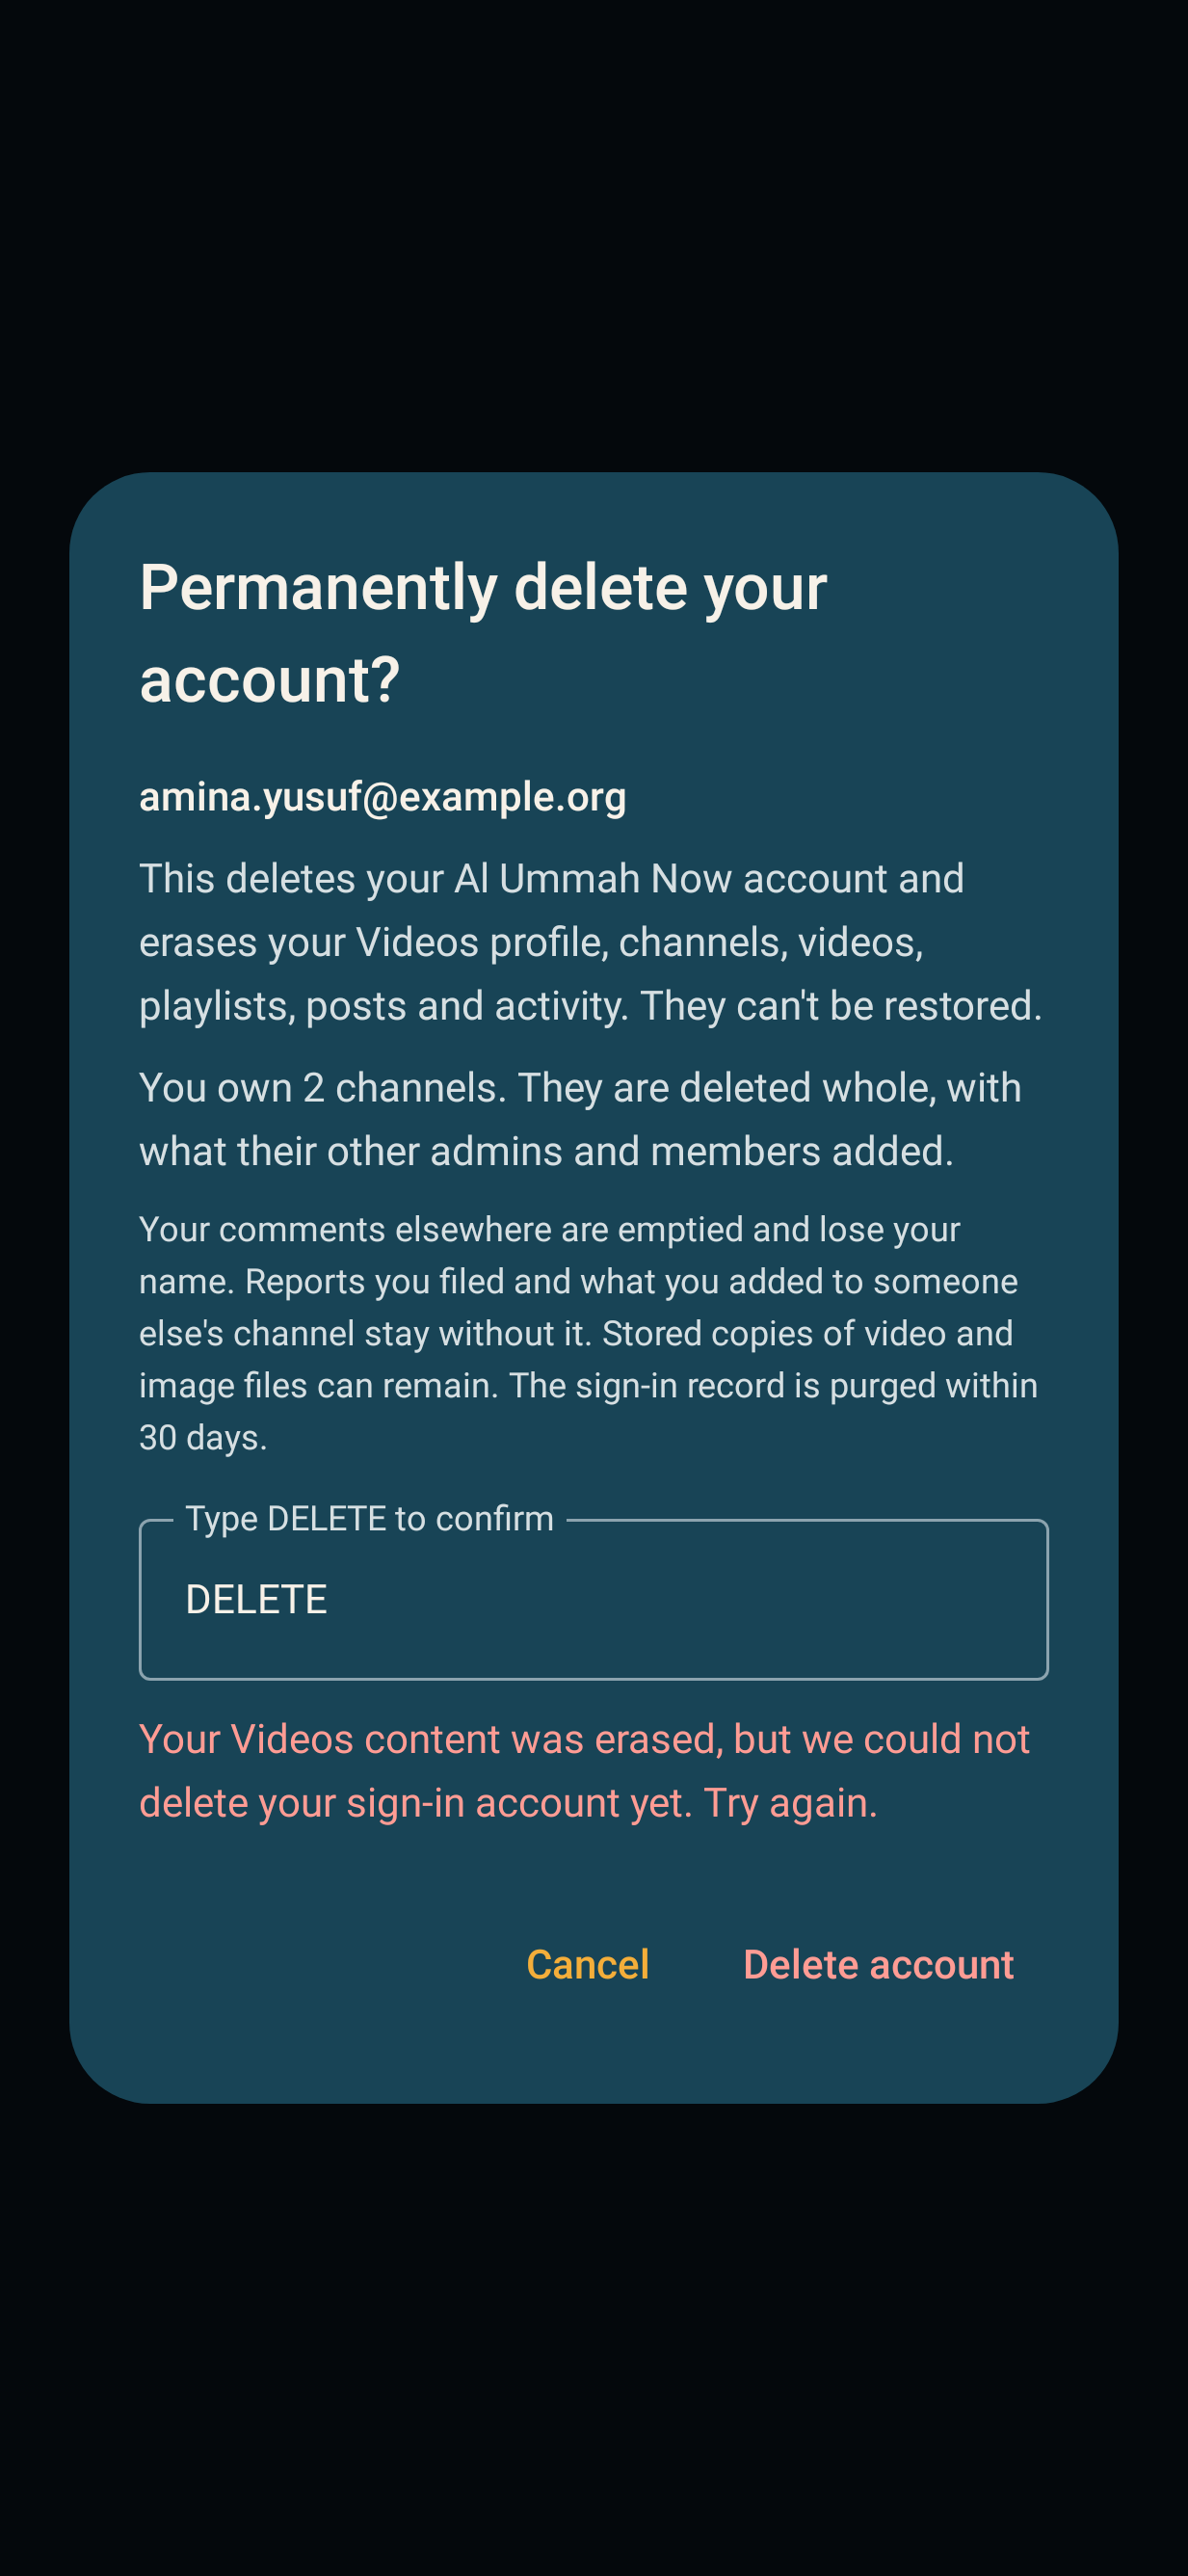 Permanently delete your
account?
amina.yusuf@example.org
This deletes your Al Ummah Now account and
erases your Videos profile, channels, videos,
playlists, posts and activity. They can't be restored.
You own 2 channels. They are deleted whole, with
what their other admins and members added.
Your comments elsewhere are emptied and lose your
name. Reports you filed and what you added to someone
else's channel stay without it. Stored copies of video and
image files can remain. The sign-in record is purged within
30 days.
Type DELETE to confirm
DELETE
Your Videos content was erased, but we could not
delete your sign-in account yet. Try again.
Cancel Delete account